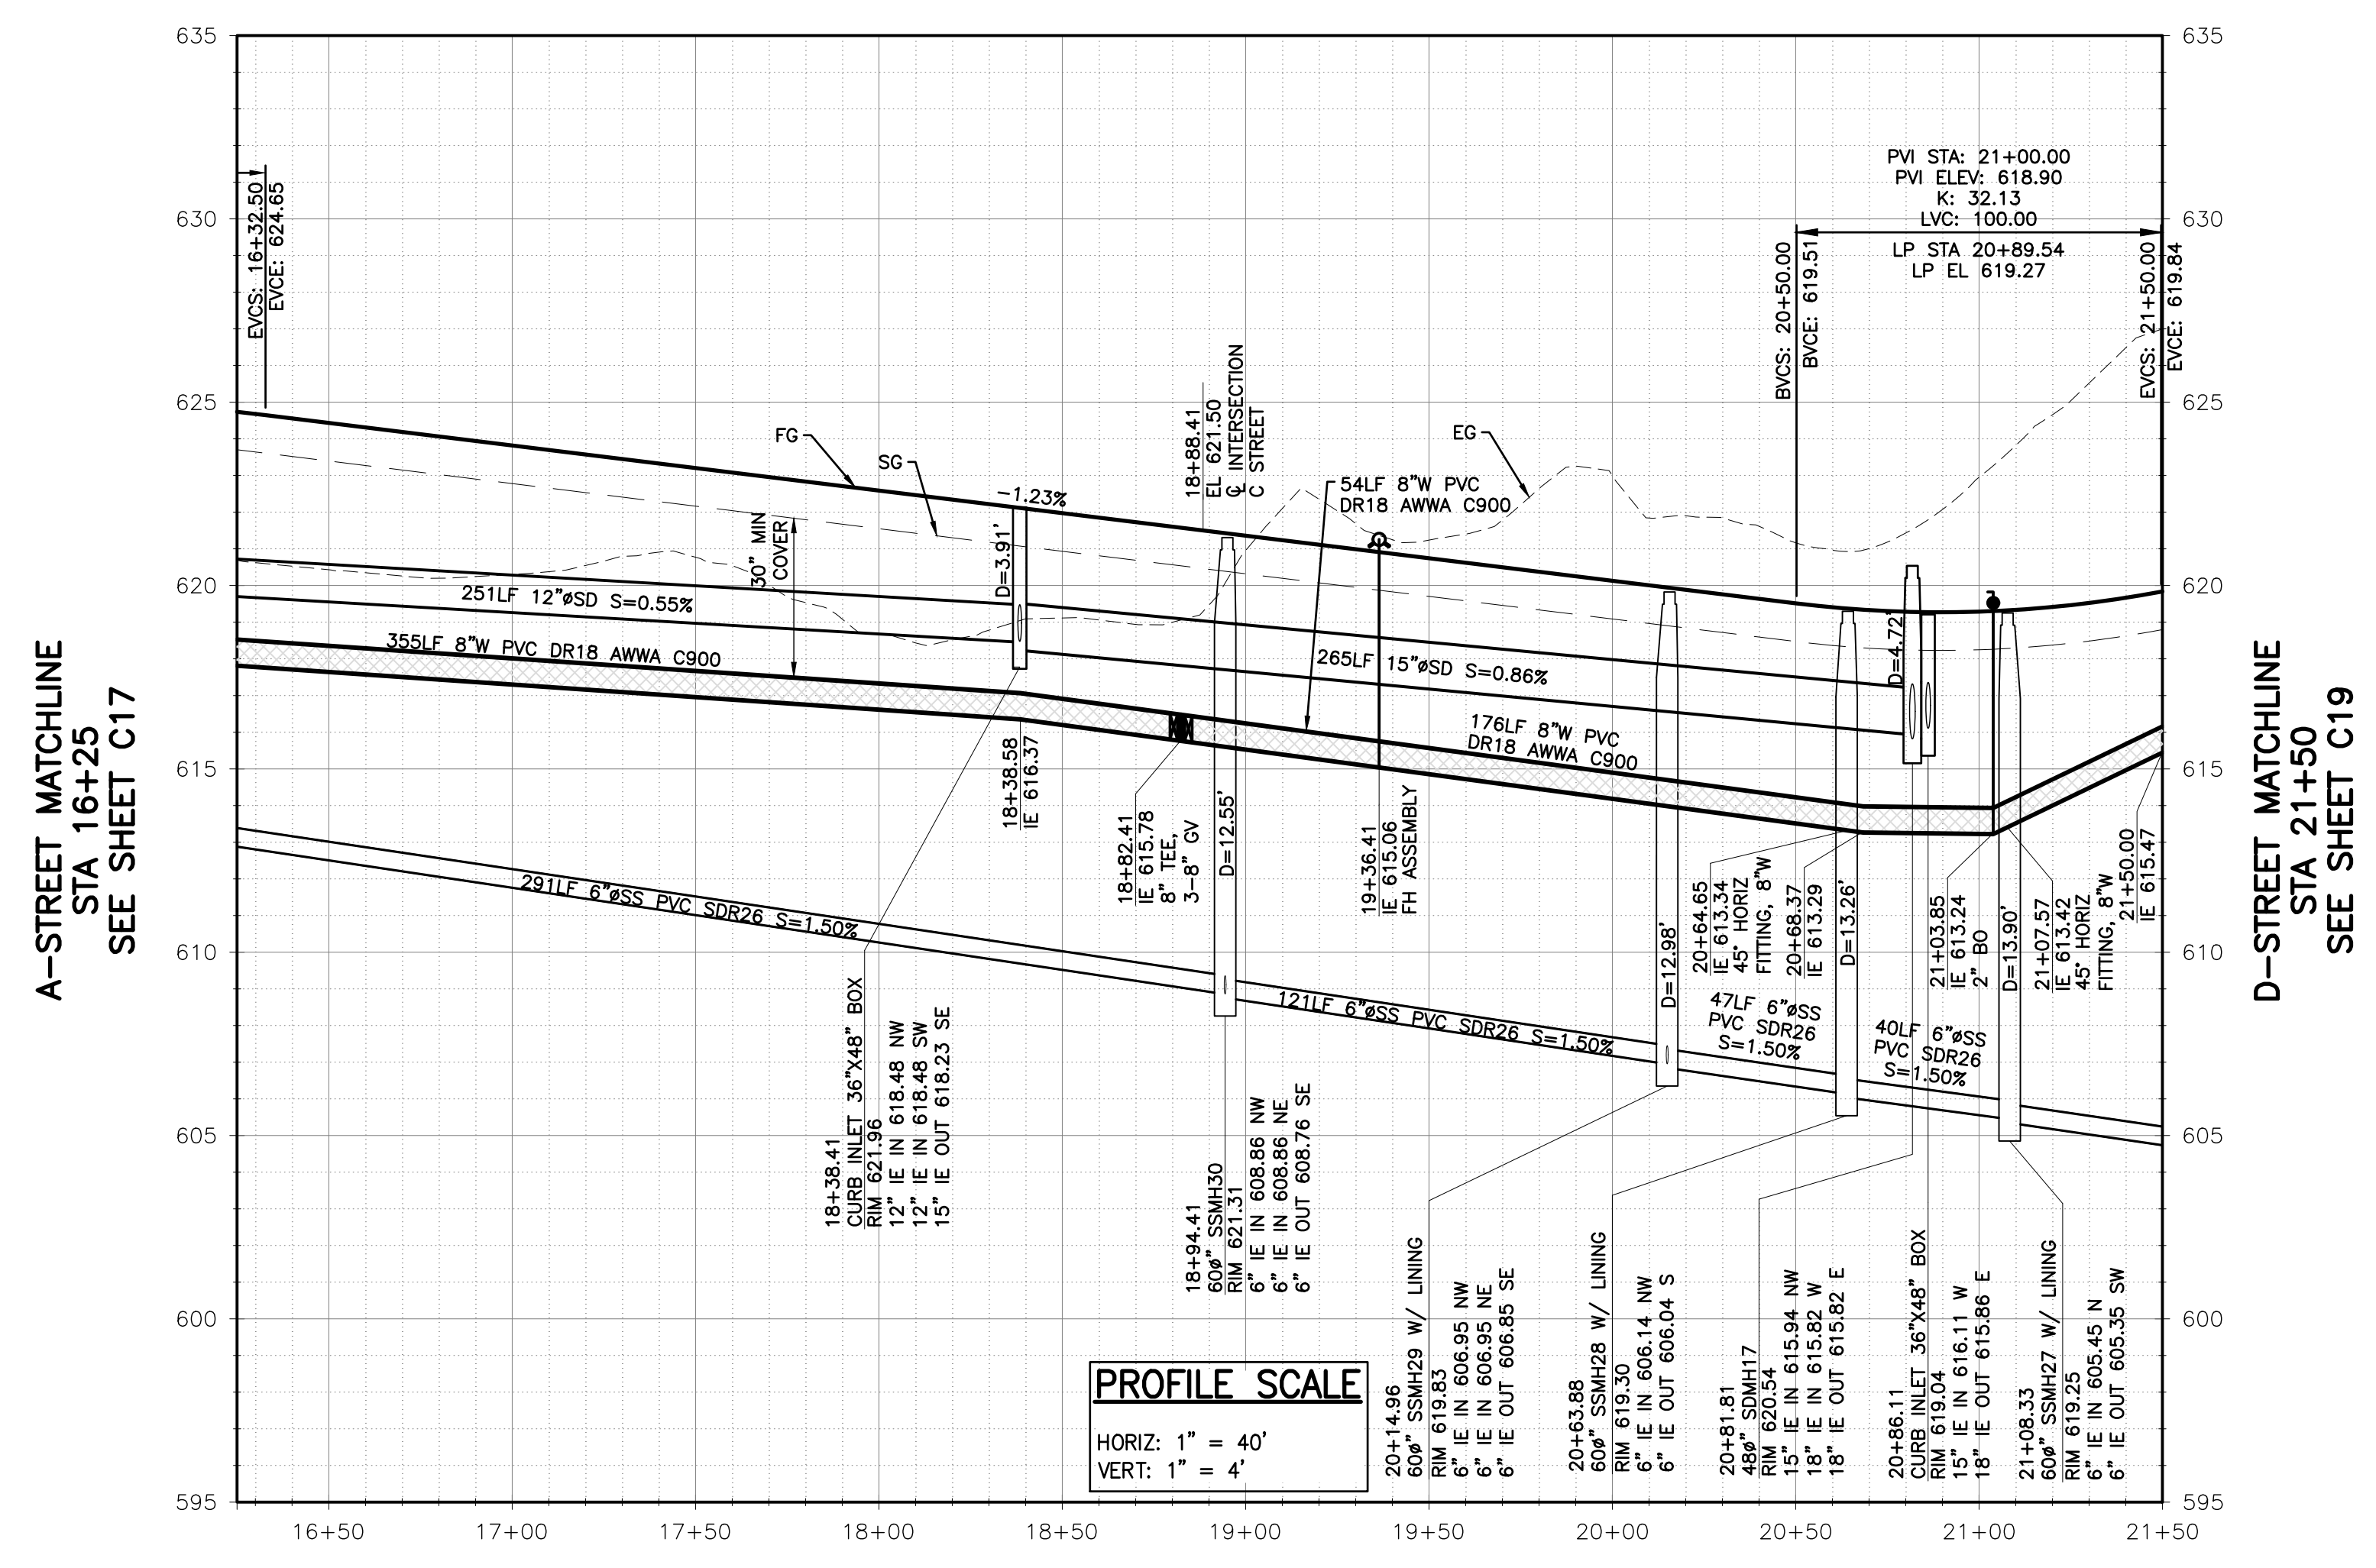 635
630
625
620
615
610
605
600
595
635
630
625
620
615
610
605
600
595
16+50
17+00
17+50
18+00
18+50
19+00
19+50
20+00
20+50
21+00
21+50
A-STREET MATCHLINE
STA 16+25
SEE SHEET C17
D-STREET MATCHLINE
STA 21+50
SEE SHEET C19
EVCS: 16+32.50
EVCE: 624.65
FG
SG
30" MIN
COVER
-1.23%
D=3.91'
18+88.41
EL 621.50
℄ INTERSECTION
C STREET
54LF 8"W PVC
DR18 AWWA C900
EG
PVI STA: 21+00.00
PVI ELEV: 618.90
K: 32.13
LVC: 100.00
LP STA 20+89.54
LP EL 619.27
BVCS: 20+50.00
BVCE: 619.51
EVCS: 21+50.00
EVCE: 619.84
251LF 12"øSD S=0.55%
355LF 8"W PVC DR18 AWWA C900
265LF 15"øSD S=0.86%
176LF 8"W PVC
DR18 AWWA C900
D=4.72'
291LF 6"øSS PVC SDR26 S=1.50%
121LF 6"øSS PVC SDR26 S=1.50%
47LF 6"øSS
PVC SDR26
S=1.50%
40LF 6"øSS
PVC SDR26
S=1.50%
18+38.58
IE 616.37
18+82.41
IE 615.78
8" TEE,
3-8" GV
D=12.55'
19+36.41
IE 615.06
FH ASSEMBLY
D=12.98'
20+64.65
IE 613.34
45° HORIZ
FITTING, 8"W
20+68.37
IE 613.29
D=13.26'
21+03.85
IE 613.24
2" BO
D=13.90'
21+07.57
IE 613.42
45° HORIZ
FITTING, 8"W
21+50.00
IE 615.47
18+38.41
CURB INLET 36"X48" BOX
RIM 621.96
12" IE IN 618.48 NW
12" IE IN 618.48 SW
15" IE OUT 618.23 SE
18+94.41
60ø" SSMH30
RIM 621.31
6" IE IN 608.86 NW
6" IE IN 608.86 NE
6" IE OUT 608.76 SE
20+14.96
60ø" SSMH29 W/ LINING
RIM 619.83
6" IE IN 606.95 NW
6" IE IN 606.95 NE
6" IE OUT 606.85 SE
20+63.88
60ø" SSMH28 W/ LINING
RIM 619.30
6" IE IN 606.14 NW
6" IE OUT 606.04 S
20+81.81
48ø" SDMH17
RIM 620.54
15" IE IN 615.94 NW
18" IE IN 615.82 W
18" IE OUT 615.82 E
20+86.11
CURB INLET 36"X48" BOX
RIM 619.04
15" IE IN 616.11 W
18" IE OUT 615.86 E
21+08.33
60ø" SSMH27 W/ LINING
RIM 619.25
6" IE IN 605.45 N
6" IE OUT 605.35 SW
PROFILE SCALE
HORIZ: 1" = 40'
VERT: 1" = 4'